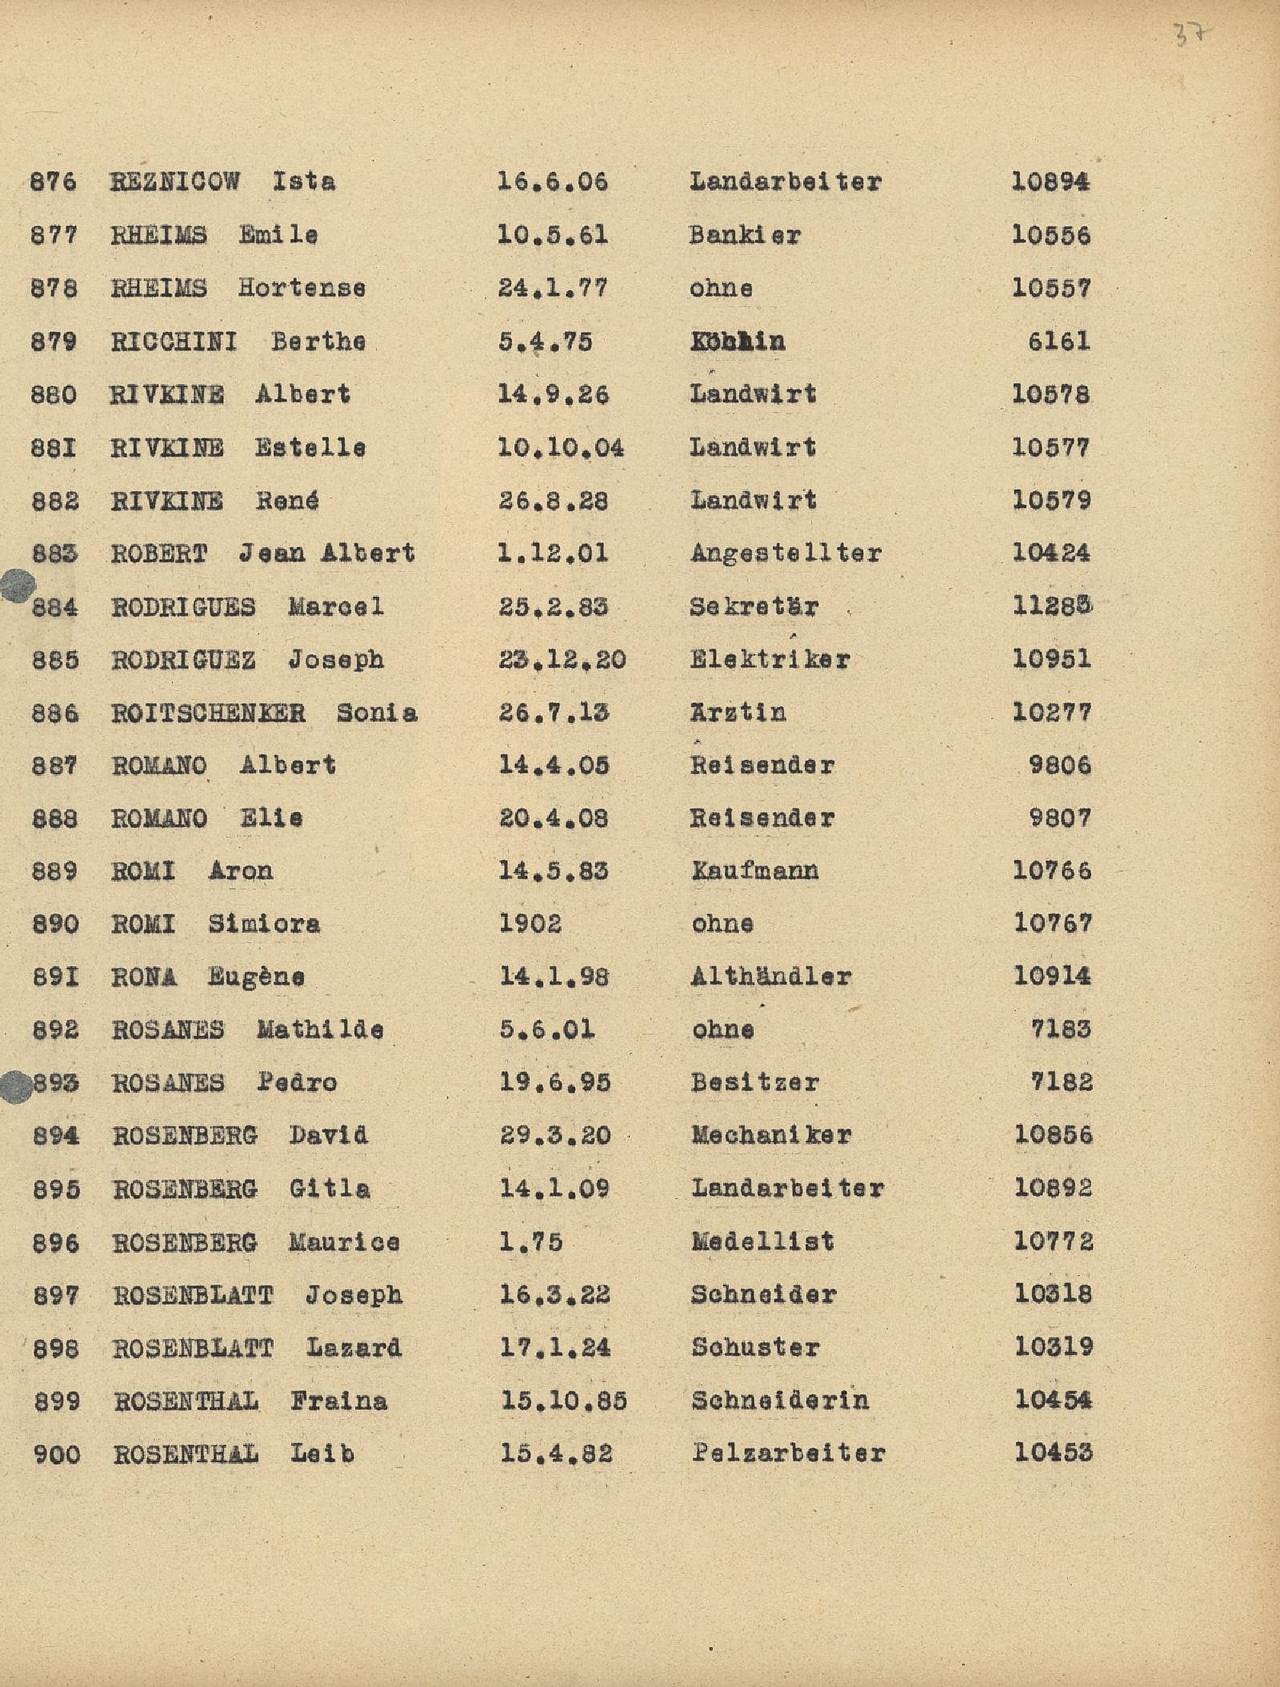 37
876 REZNICOW Ista 16.6.06 Landarbeiter 10894
877 RHEIMS Emile 10.5.61 Bankier 10556
878 RHEIMS Hortense 24.1.77 ohne 10557
879 RICCHINI Berthe 5.4.75 6161
880 RIVKINE Albert 14.9.26 Landwirt 10578
88I RIVKINE Estelle 10.10.04 Landwirt 10577
882 RIVKINE René 26.8.28 Landwirt 10579
883 ROBERT Jean Albert 1.12.01 Angestellter 10424
884 RODRIGUES Marcel 25.2.83 Sekretär 11283
885 RODRIGUEZ Joseph 23.12.20 Elektriker 10951
886 ROITSCHENKER Sonia 26.7.13 Ärztin 10277
887 ROMANO Albert 14.4.05 Reisender 9806
888 ROMANO Elie 20.4.08 Reisender 9807
889 ROMI Aron 14.5.83 Kaufmann 10766
890 ROMI Simiora 1902 ohne 10767
89I RONA Eugène 14.1.98 Althändler 10914
892 ROSANES Mathilde 5.6.01 ohne 7183
893 ROSANES Pedro 19.6.95 Besitzer 7182
894 ROSENBERG David 29.3.20 Mechaniker 10856
895 ROSENBERG Gitla 14.1.09 Landarbeiter 10892
896 ROSENBERG Maurice 1.75 Medellist 10772
897 ROSENBLATT Joseph 16.3.22 Schneider 10318
898 ROSENBLATT Lazard 17.1.24 Schuster 10319
899 ROSENTHAL Fraina 15.10.85 Schneiderin 10454
900 ROSENTHAL Leib 15.4.82 Pelzarbeiter 10453